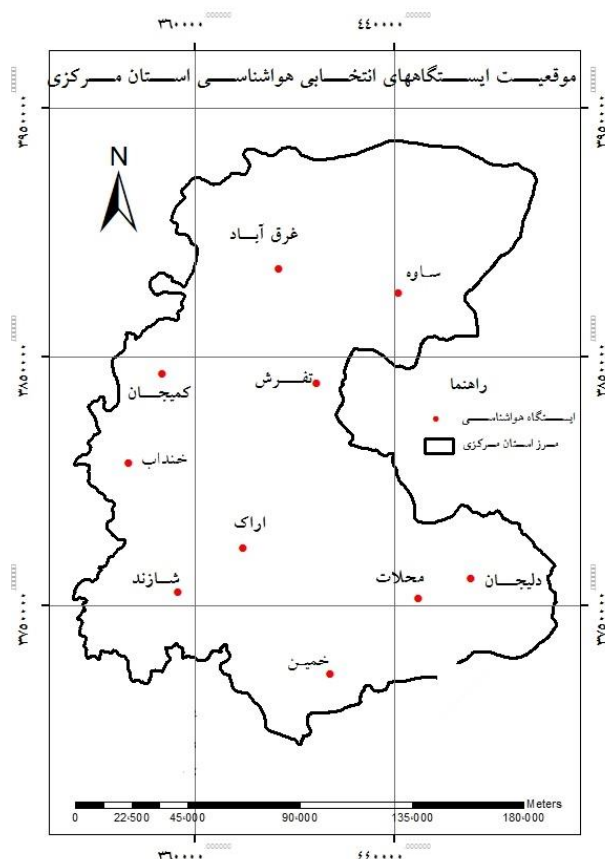 ۳۶۰۰۰۰ ۴۴۰۰۰۰
موقعیت ایستگاههای انتخابی هواشناسی استان مرکزی
۳۹۵۰۰۰۰ ۳۹۵۰۰۰۰
N
غرق آباد
ساوه
۳۸۵۰۰۰۰ ۳۸۵۰۰۰۰
تفرش
راهنما
کمیجان
ایستگاه هواشناسی
مرز استان مرکزی
خنداب
اراک
شازند
محلات
دلیجان
۳۷۵۰۰۰۰ ۳۷۵۰۰۰۰
خمین
Meters
0 22·500 45·000 90·000 135·000 180·000
۳۶۰۰۰۰ ۴۴۰۰۰۰